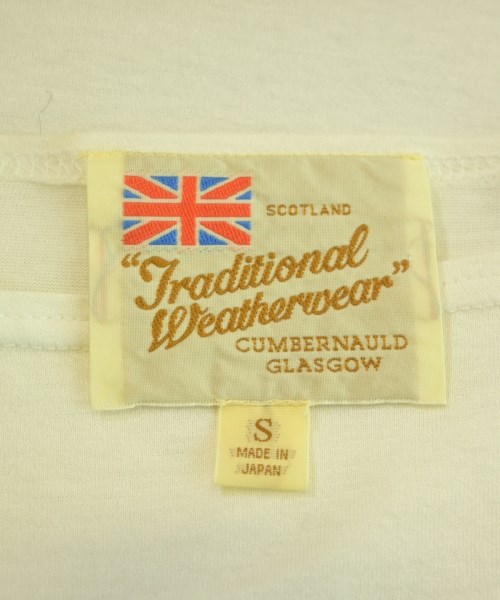 SCOTLAND
"Traditional
Weatherwear"
CUMBERNAULD
GLASGOW
S
MADE IN
JAPAN